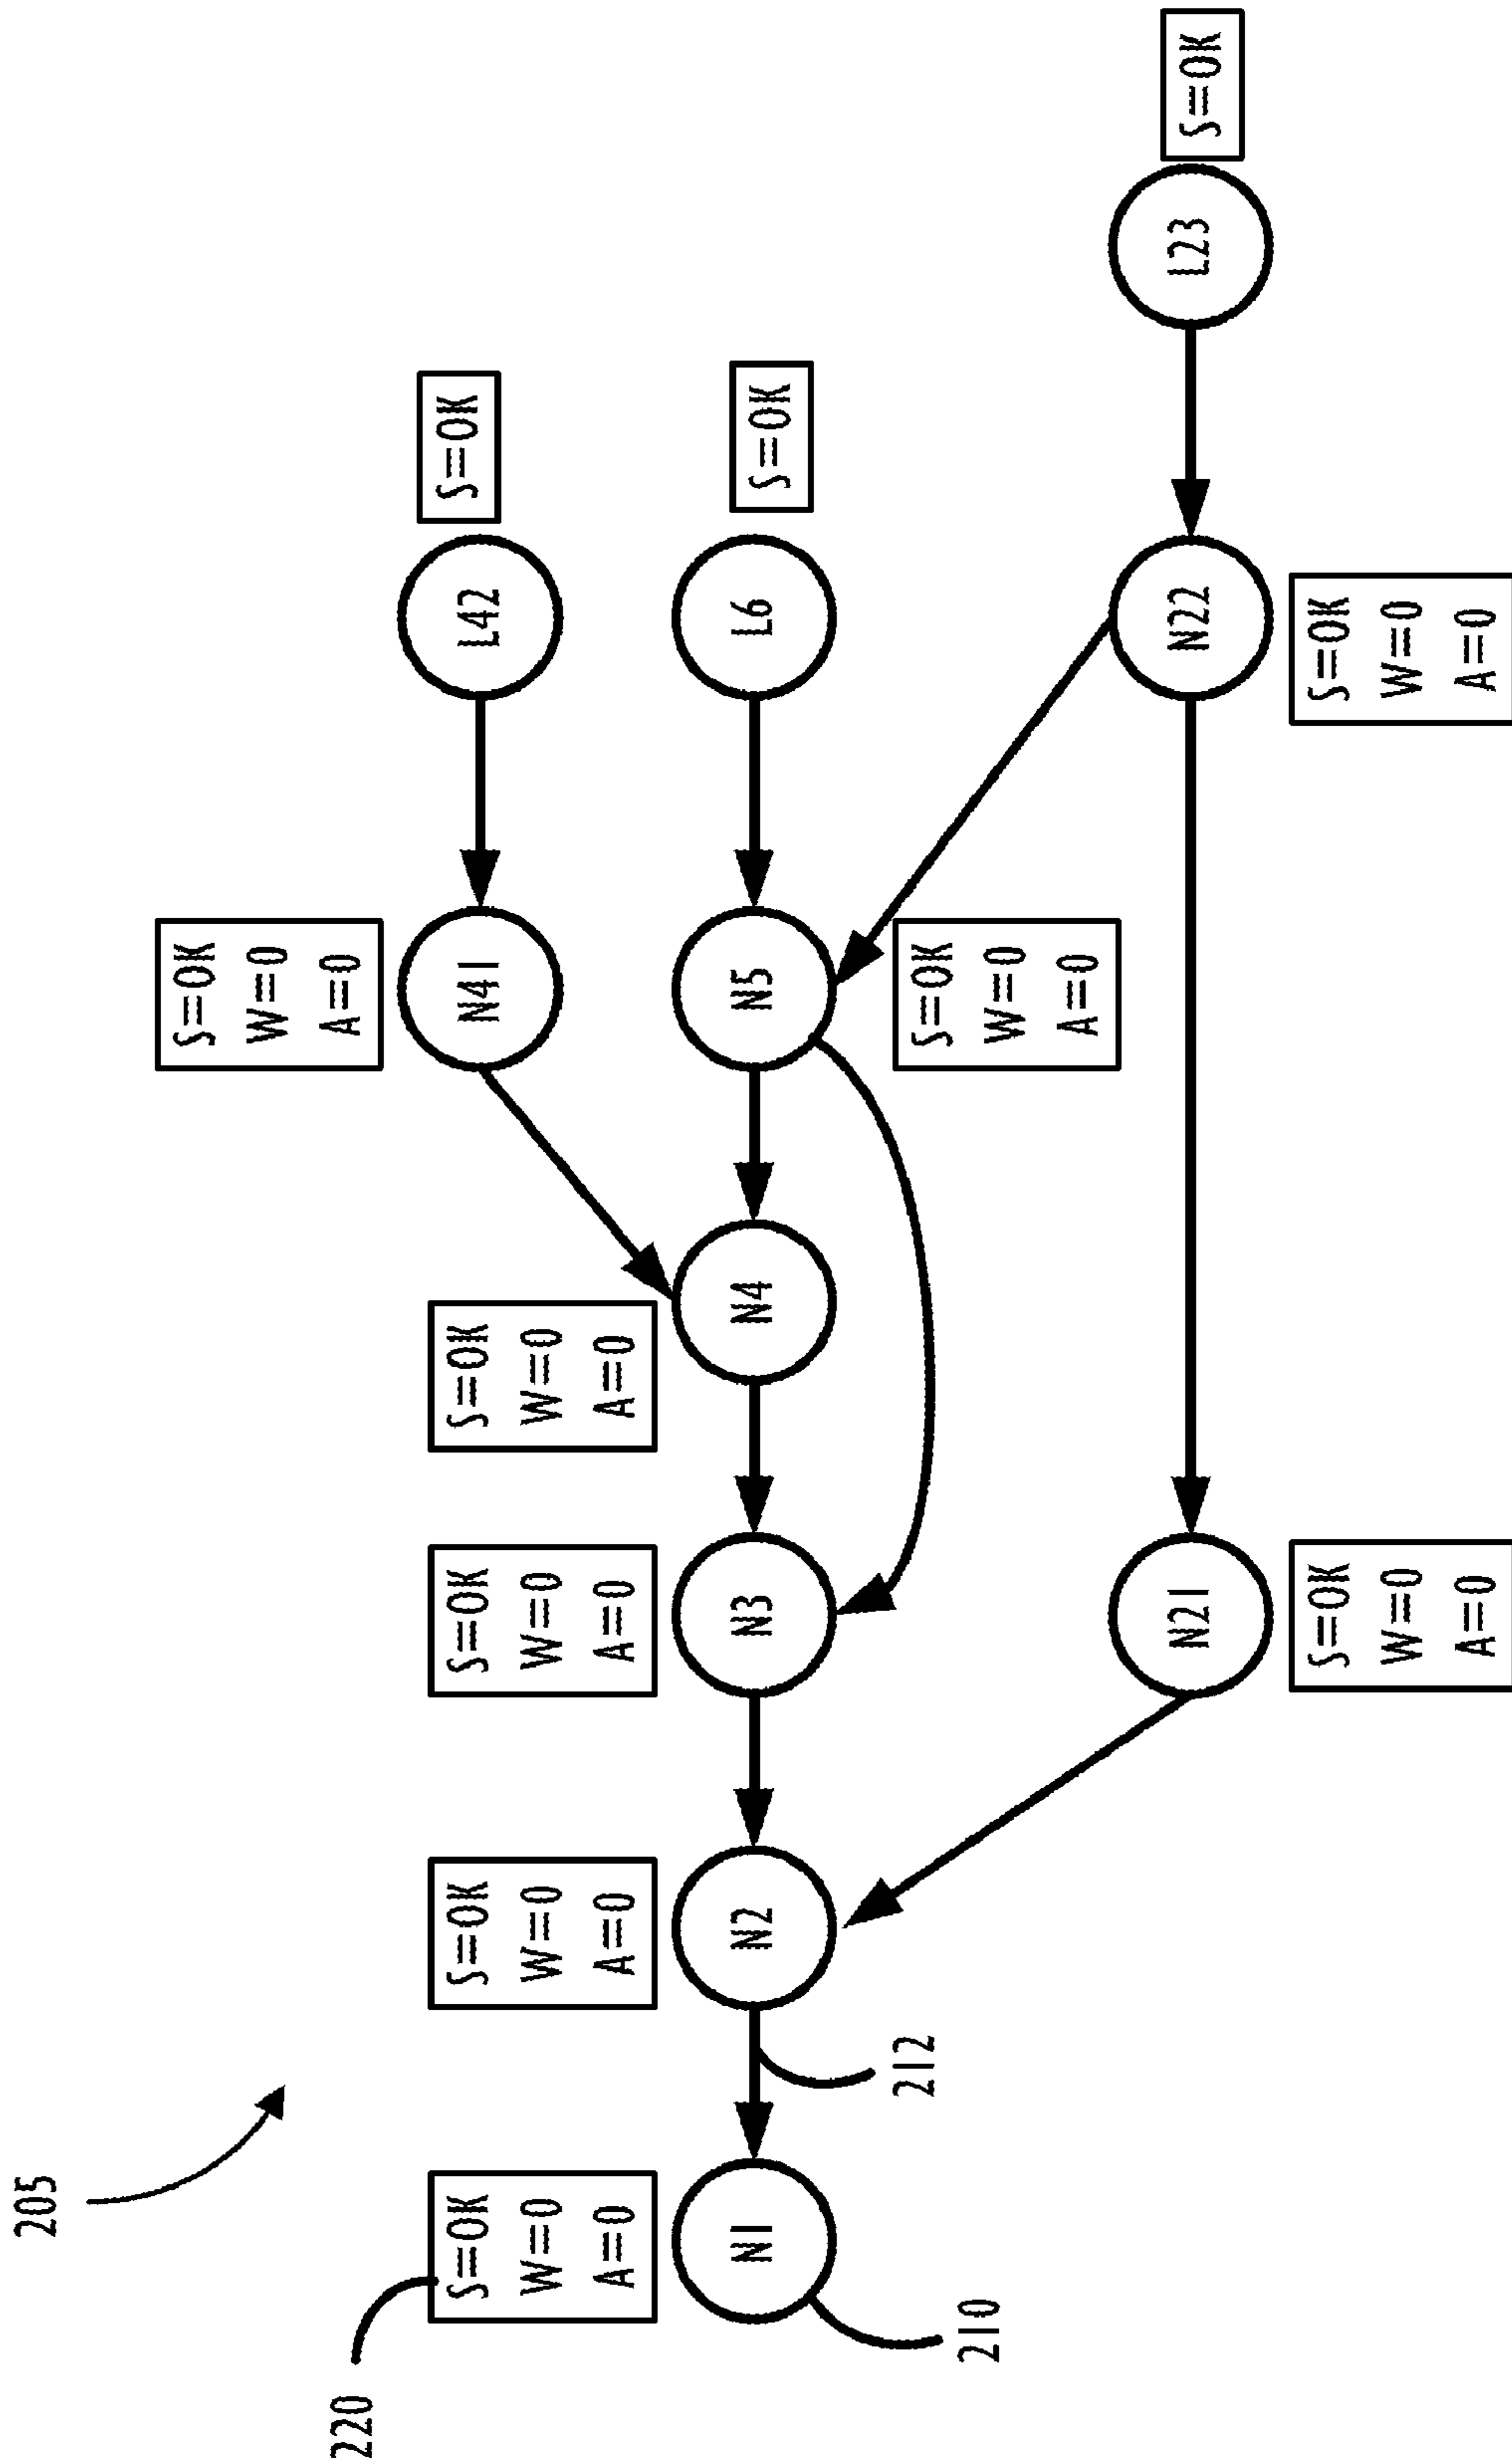 205
220
S=OK
W=0
A=0
N1
210
212
S=OK
W=0
A=0
N2
S=OK
W=0
A=0
N3
S=OK
W=0
A=0
N4
S=OK
W=0
A=0
N41
L42
S=OK
N5
S=OK
W=0
A=0
L6
S=OK
N21
S=OK
W=0
A=0
N22
S=OK
W=0
A=0
L23
S=OK